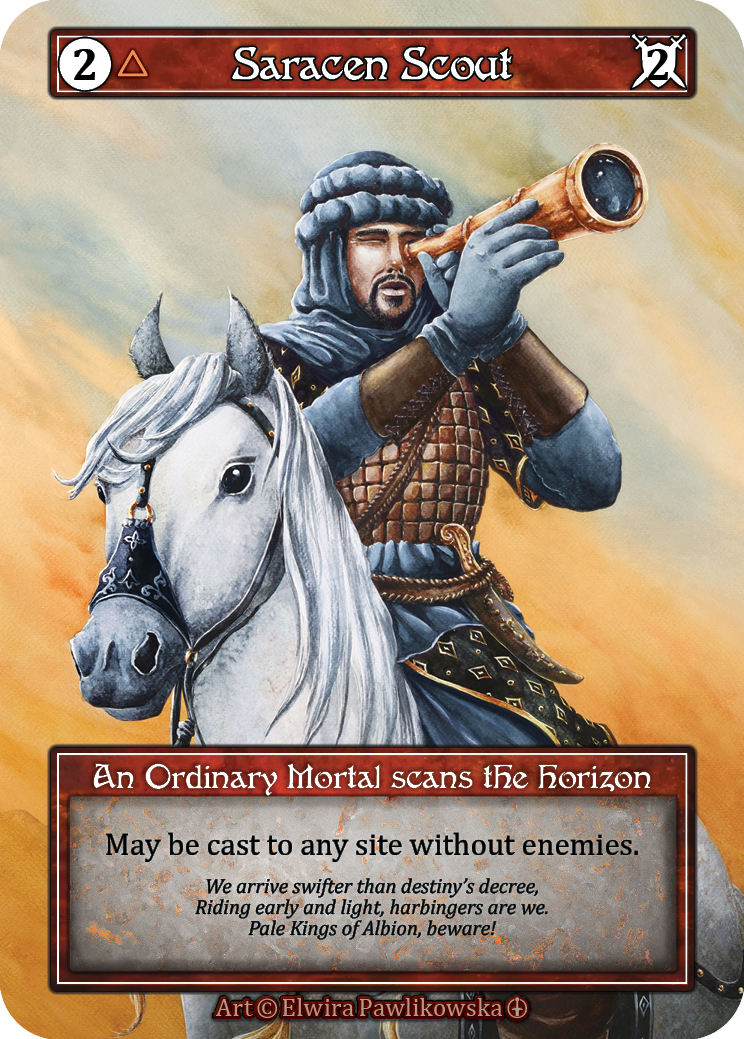 2 Saracen Scout 2
An Ordinary Mortal scans the horizon
May be cast to any site without enemies.
We arrive swifter than destiny's decree,
Riding early and light, harbingers are we.
Pale Kings of Albion, beware!
Art © Elwira Pawlikowska